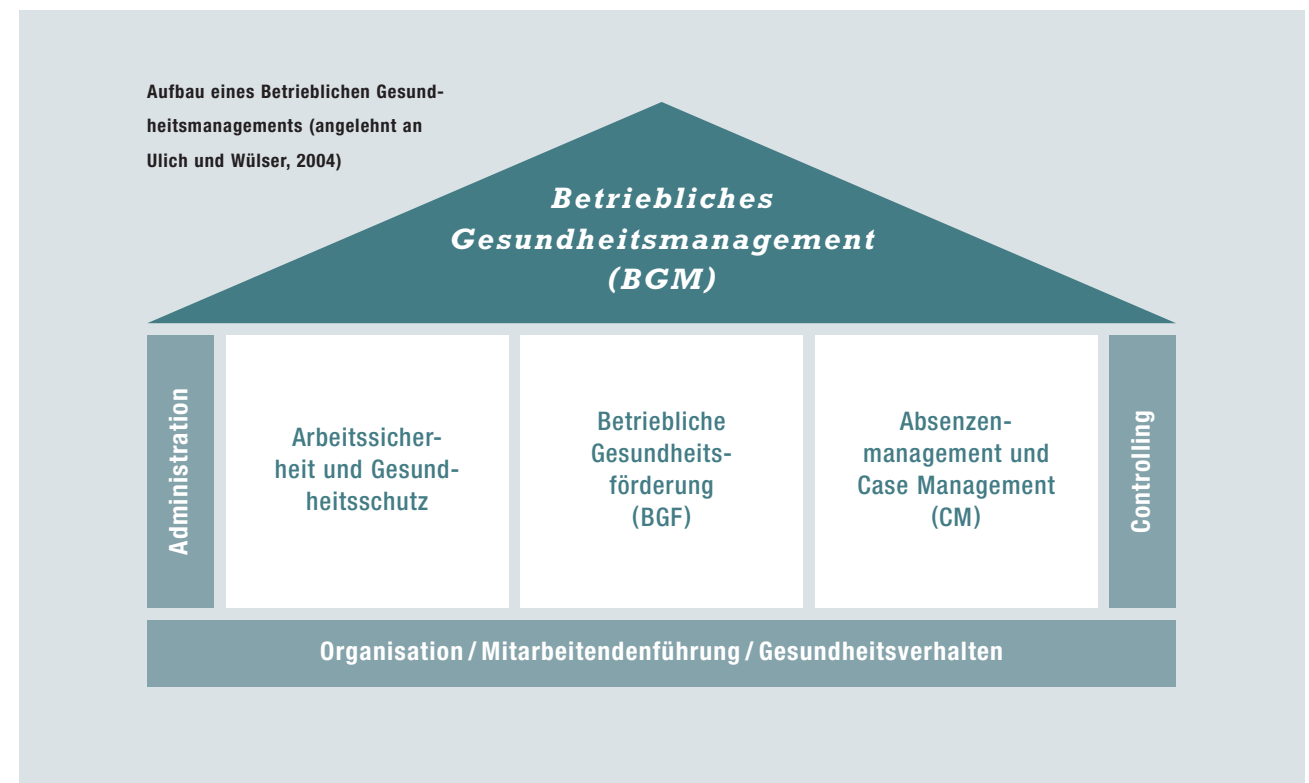 Aufbau eines Betrieblichen Gesund-
heitsmanagements (angelehnt an
Ulich und Wülser, 2004)
Betriebliches
Gesundheitsmanagement
(BGM)
Administration
Arbeitssicher-
heit und Gesund-
heitsschutz
Betriebliche
Gesundheits-
förderung
(BGF)
Absenzen-
management und
Case Management
(CM)
Controlling
Organisation / Mitarbeitendenführung / Gesundheitsverhalten